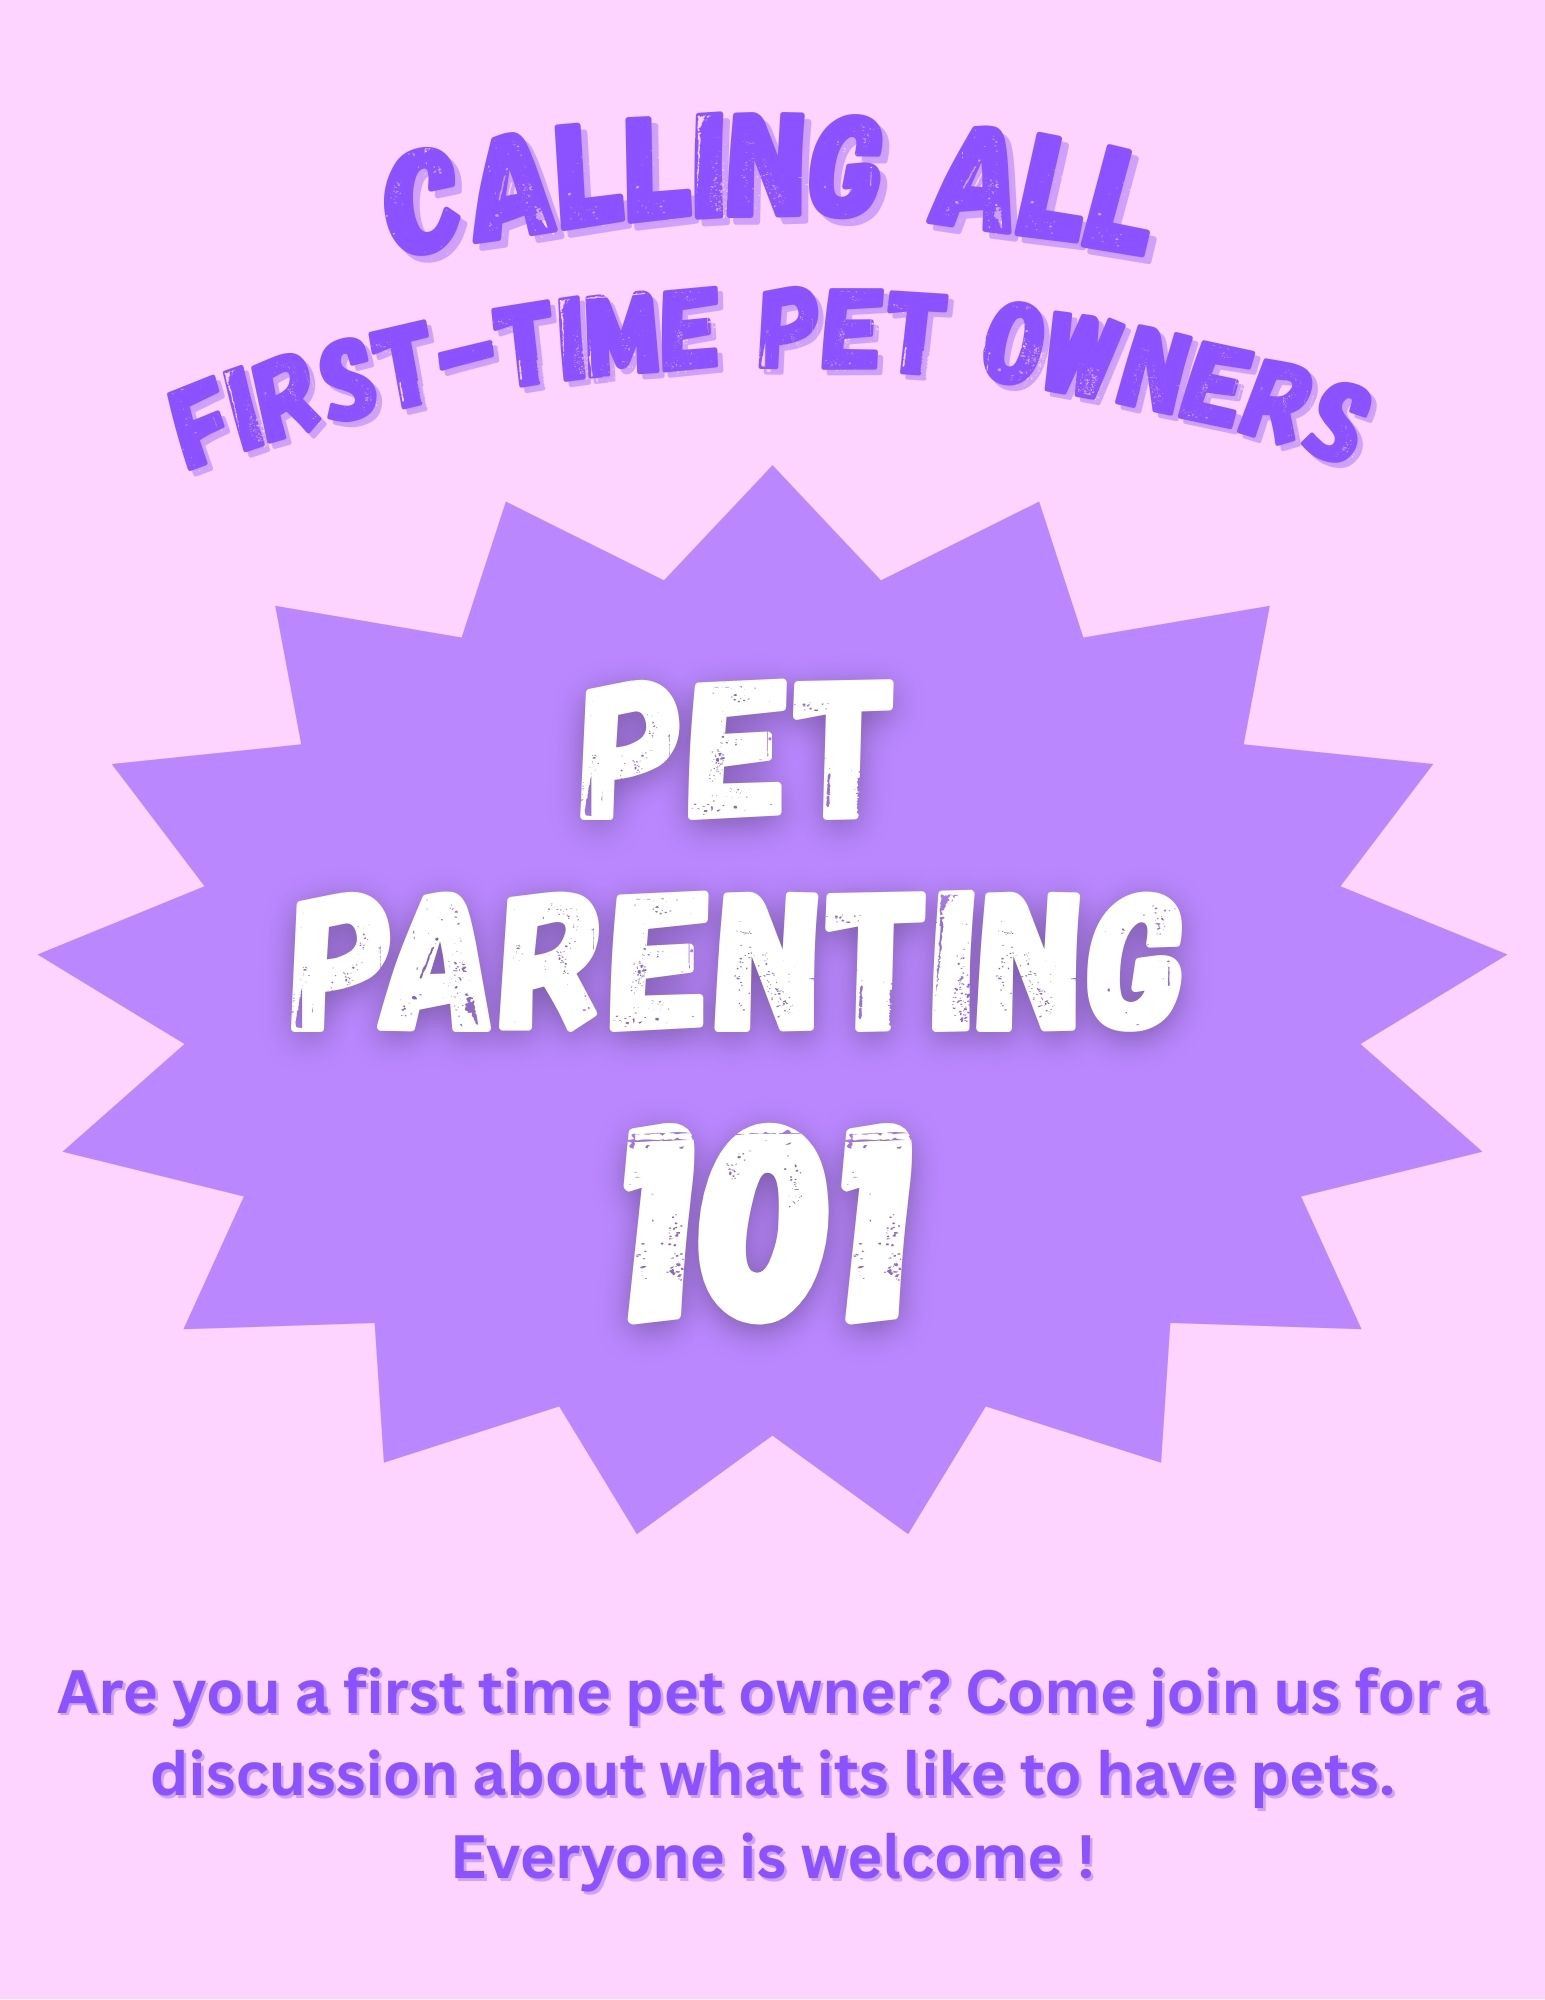 CALLING ALL
FIRST-TIME PET OWNERS
PET
PARENTING
101
Are you a first time pet owner? Come join us for a
discussion about what its like to have pets.
Everyone is welcome !